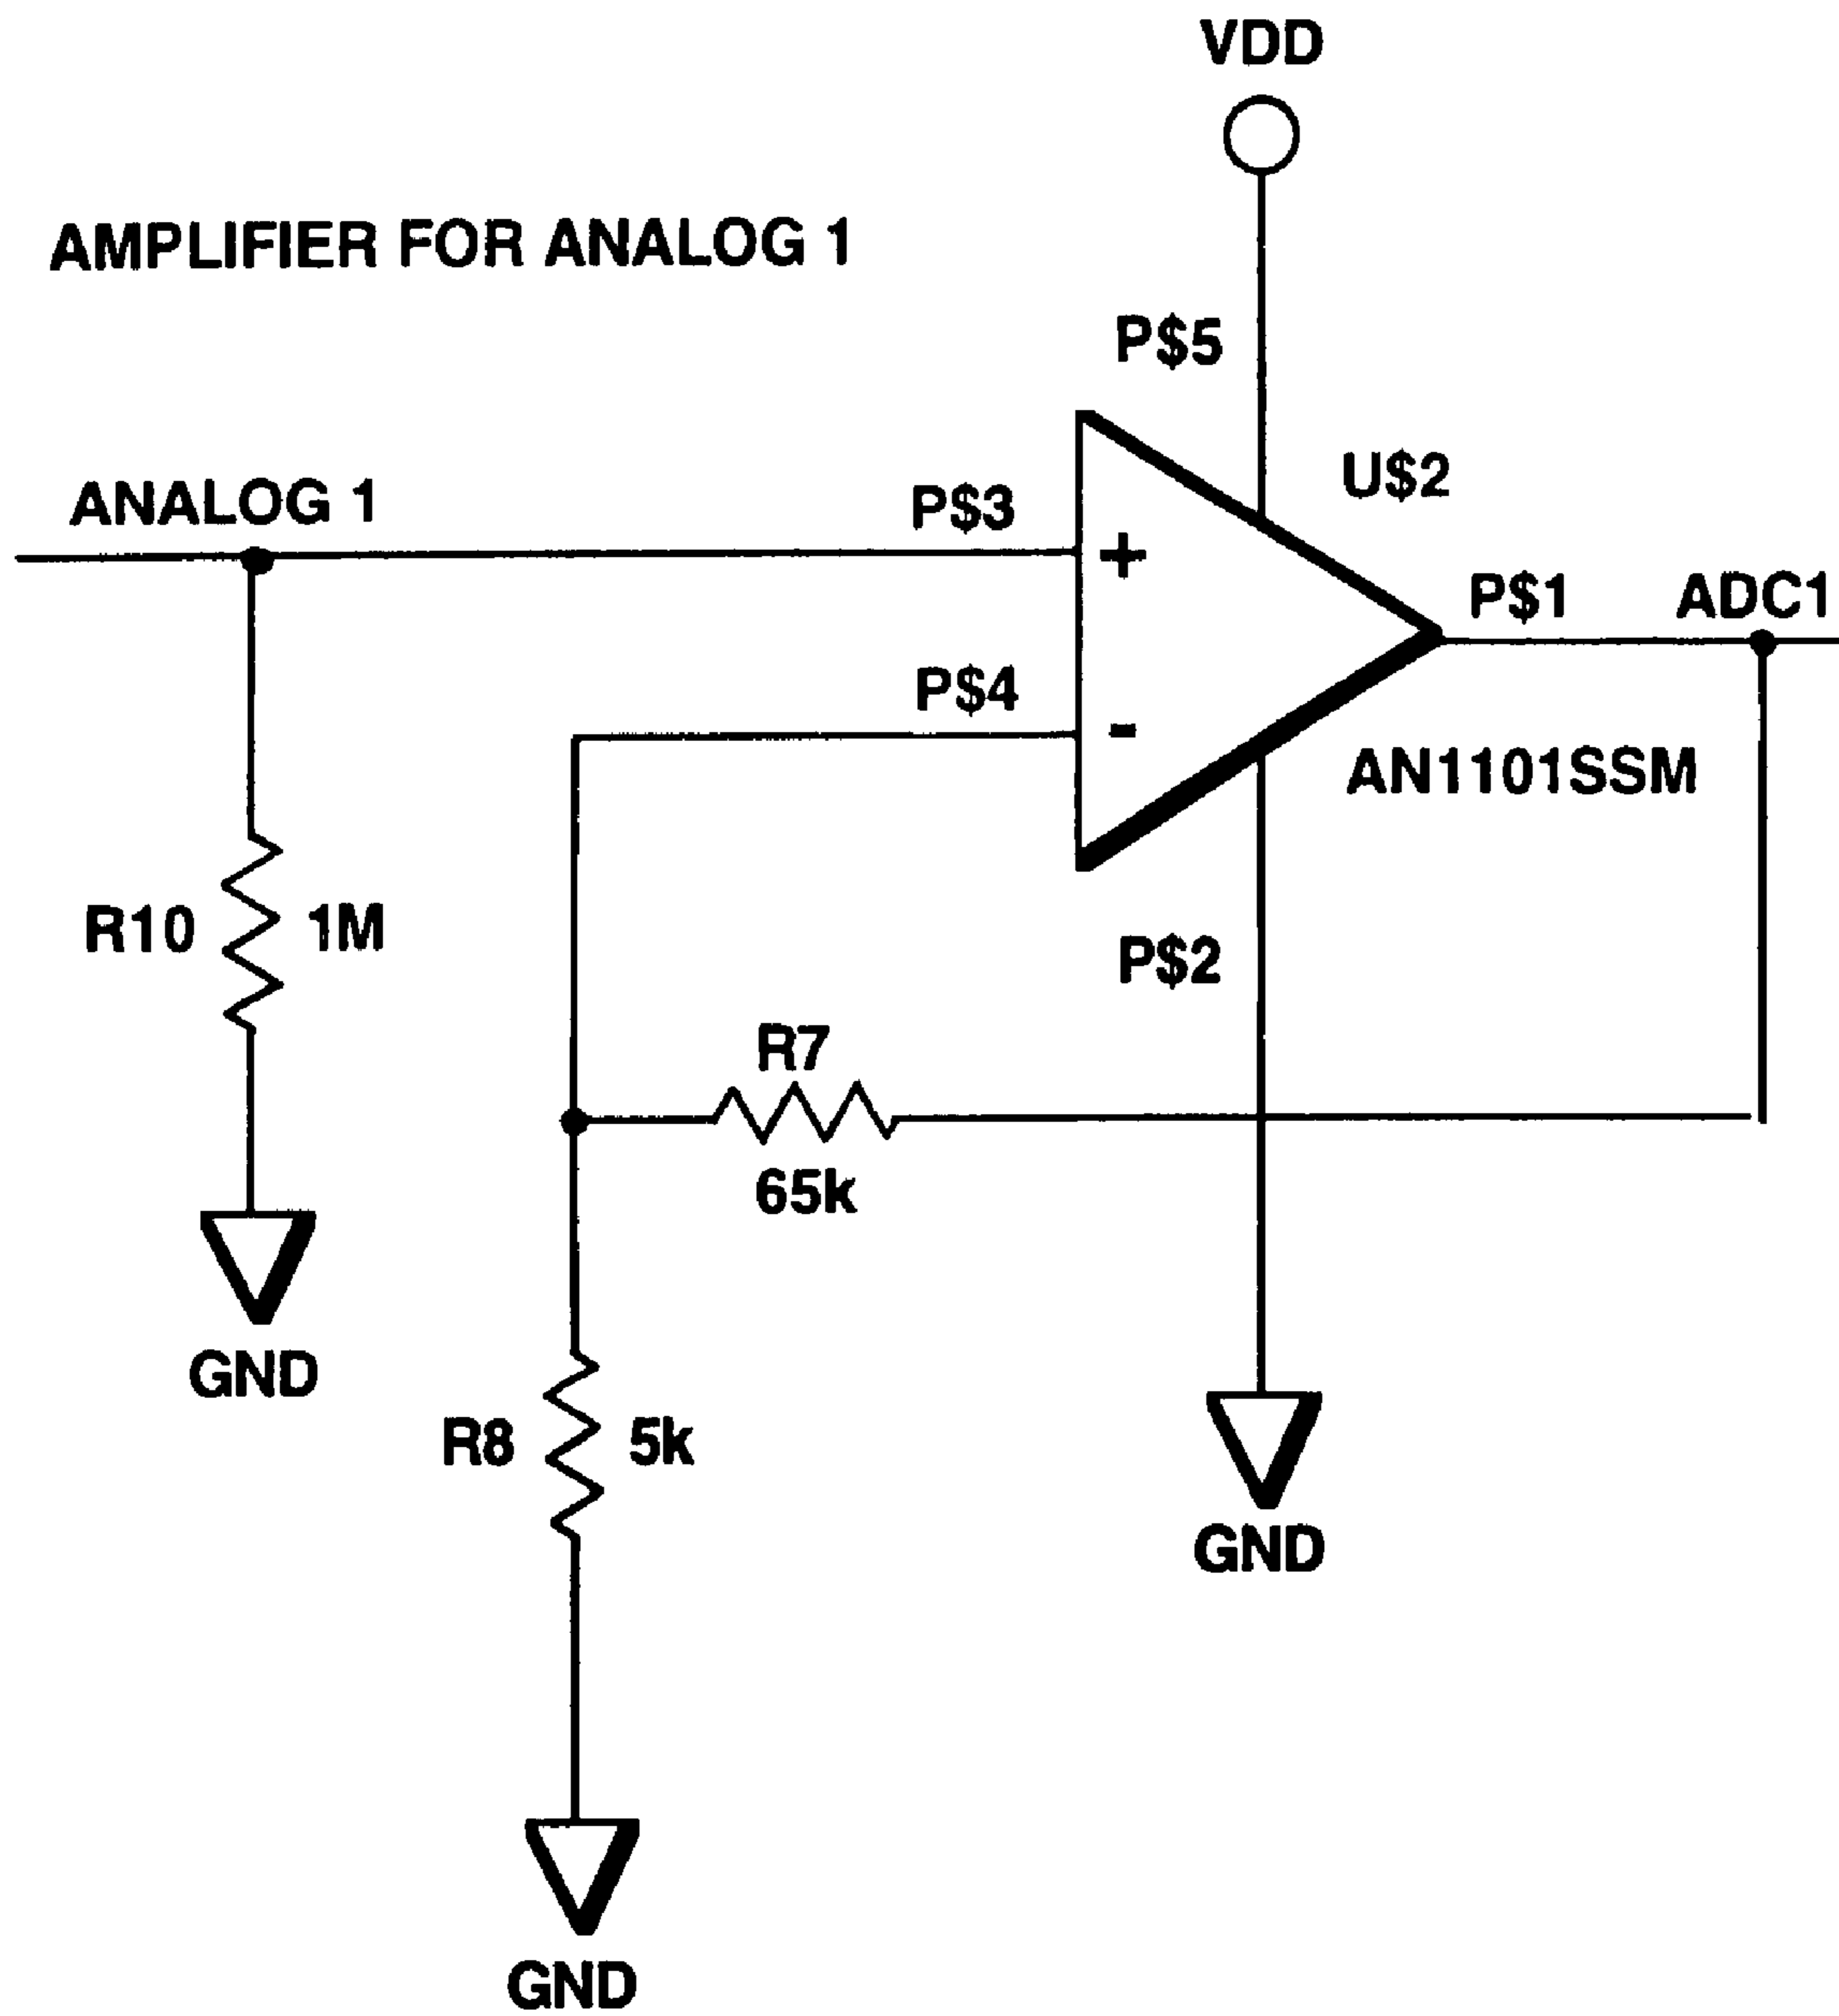 VDD
AMPLIFIER FOR ANALOG 1
P$5
U$2
ANALOG 1
P$3
+
P$1
ADC1
P$4
-
AN1101SSM
R10
1M
P$2
R7
65k
GND
R8
5k
GND
GND